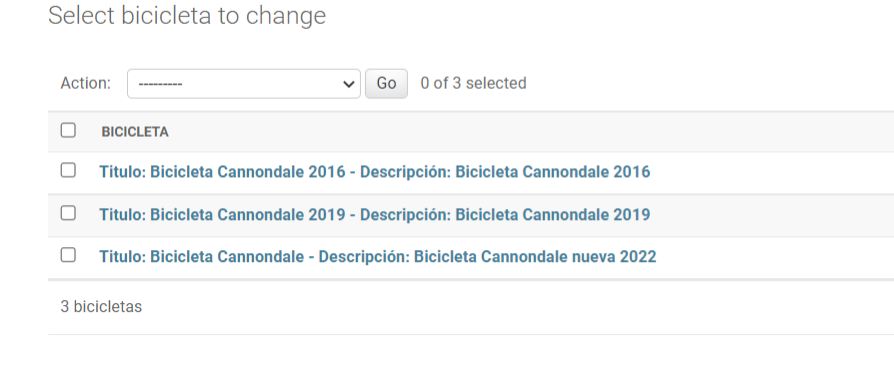 Select bicicleta to change
Action: --------- Go 0 of 3 selected
BICICLETA
Titulo: Bicicleta Cannondale 2016 - Descripción: Bicicleta Cannondale 2016
Titulo: Bicicleta Cannondale 2019 - Descripción: Bicicleta Cannondale 2019
Titulo: Bicicleta Cannondale - Descripción: Bicicleta Cannondale nueva 2022
3 bicicletas